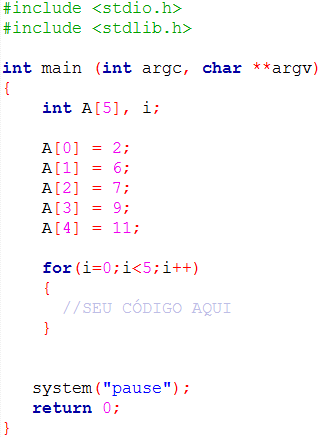 #include <stdio.h>
#include <stdlib.h>
int main (int argc, char **argv)
{
int A[5], i;
A[0] = 2;
A[1] = 6;
A[2] = 7;
A[3] = 9;
A[4] = 11;
for(i=0;i<5;i++)
{
//SEU CÓDIGO AQUI
}
system("pause");
return 0;
}